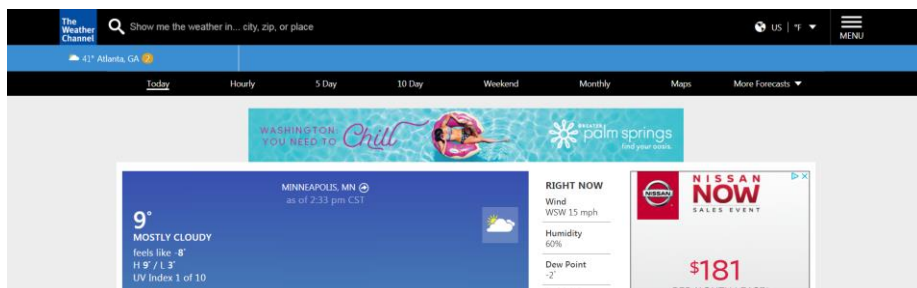 The
Weather
Channel
Show me the weather in... city, zip, or place
US | °F
MENU
41° Atlanta, GA 2
Today Hourly 5 Day 10 Day Weekend Monthly Maps More Forecasts
WASHINGTON
YOU NEED TO Chill
GREATER
palm springs
find your oasis.
MINNEAPOLIS, MN
as of 2:33 pm CST
9°
MOSTLY CLOUDY
feels like -8°
H 9° / L 3°
UV Index 1 of 10
RIGHT NOW
Wind
WSW 15 mph
Humidity
60%
Dew Point
-2°
NISSAN
NISSAN
NOW
SALES EVENT
$181